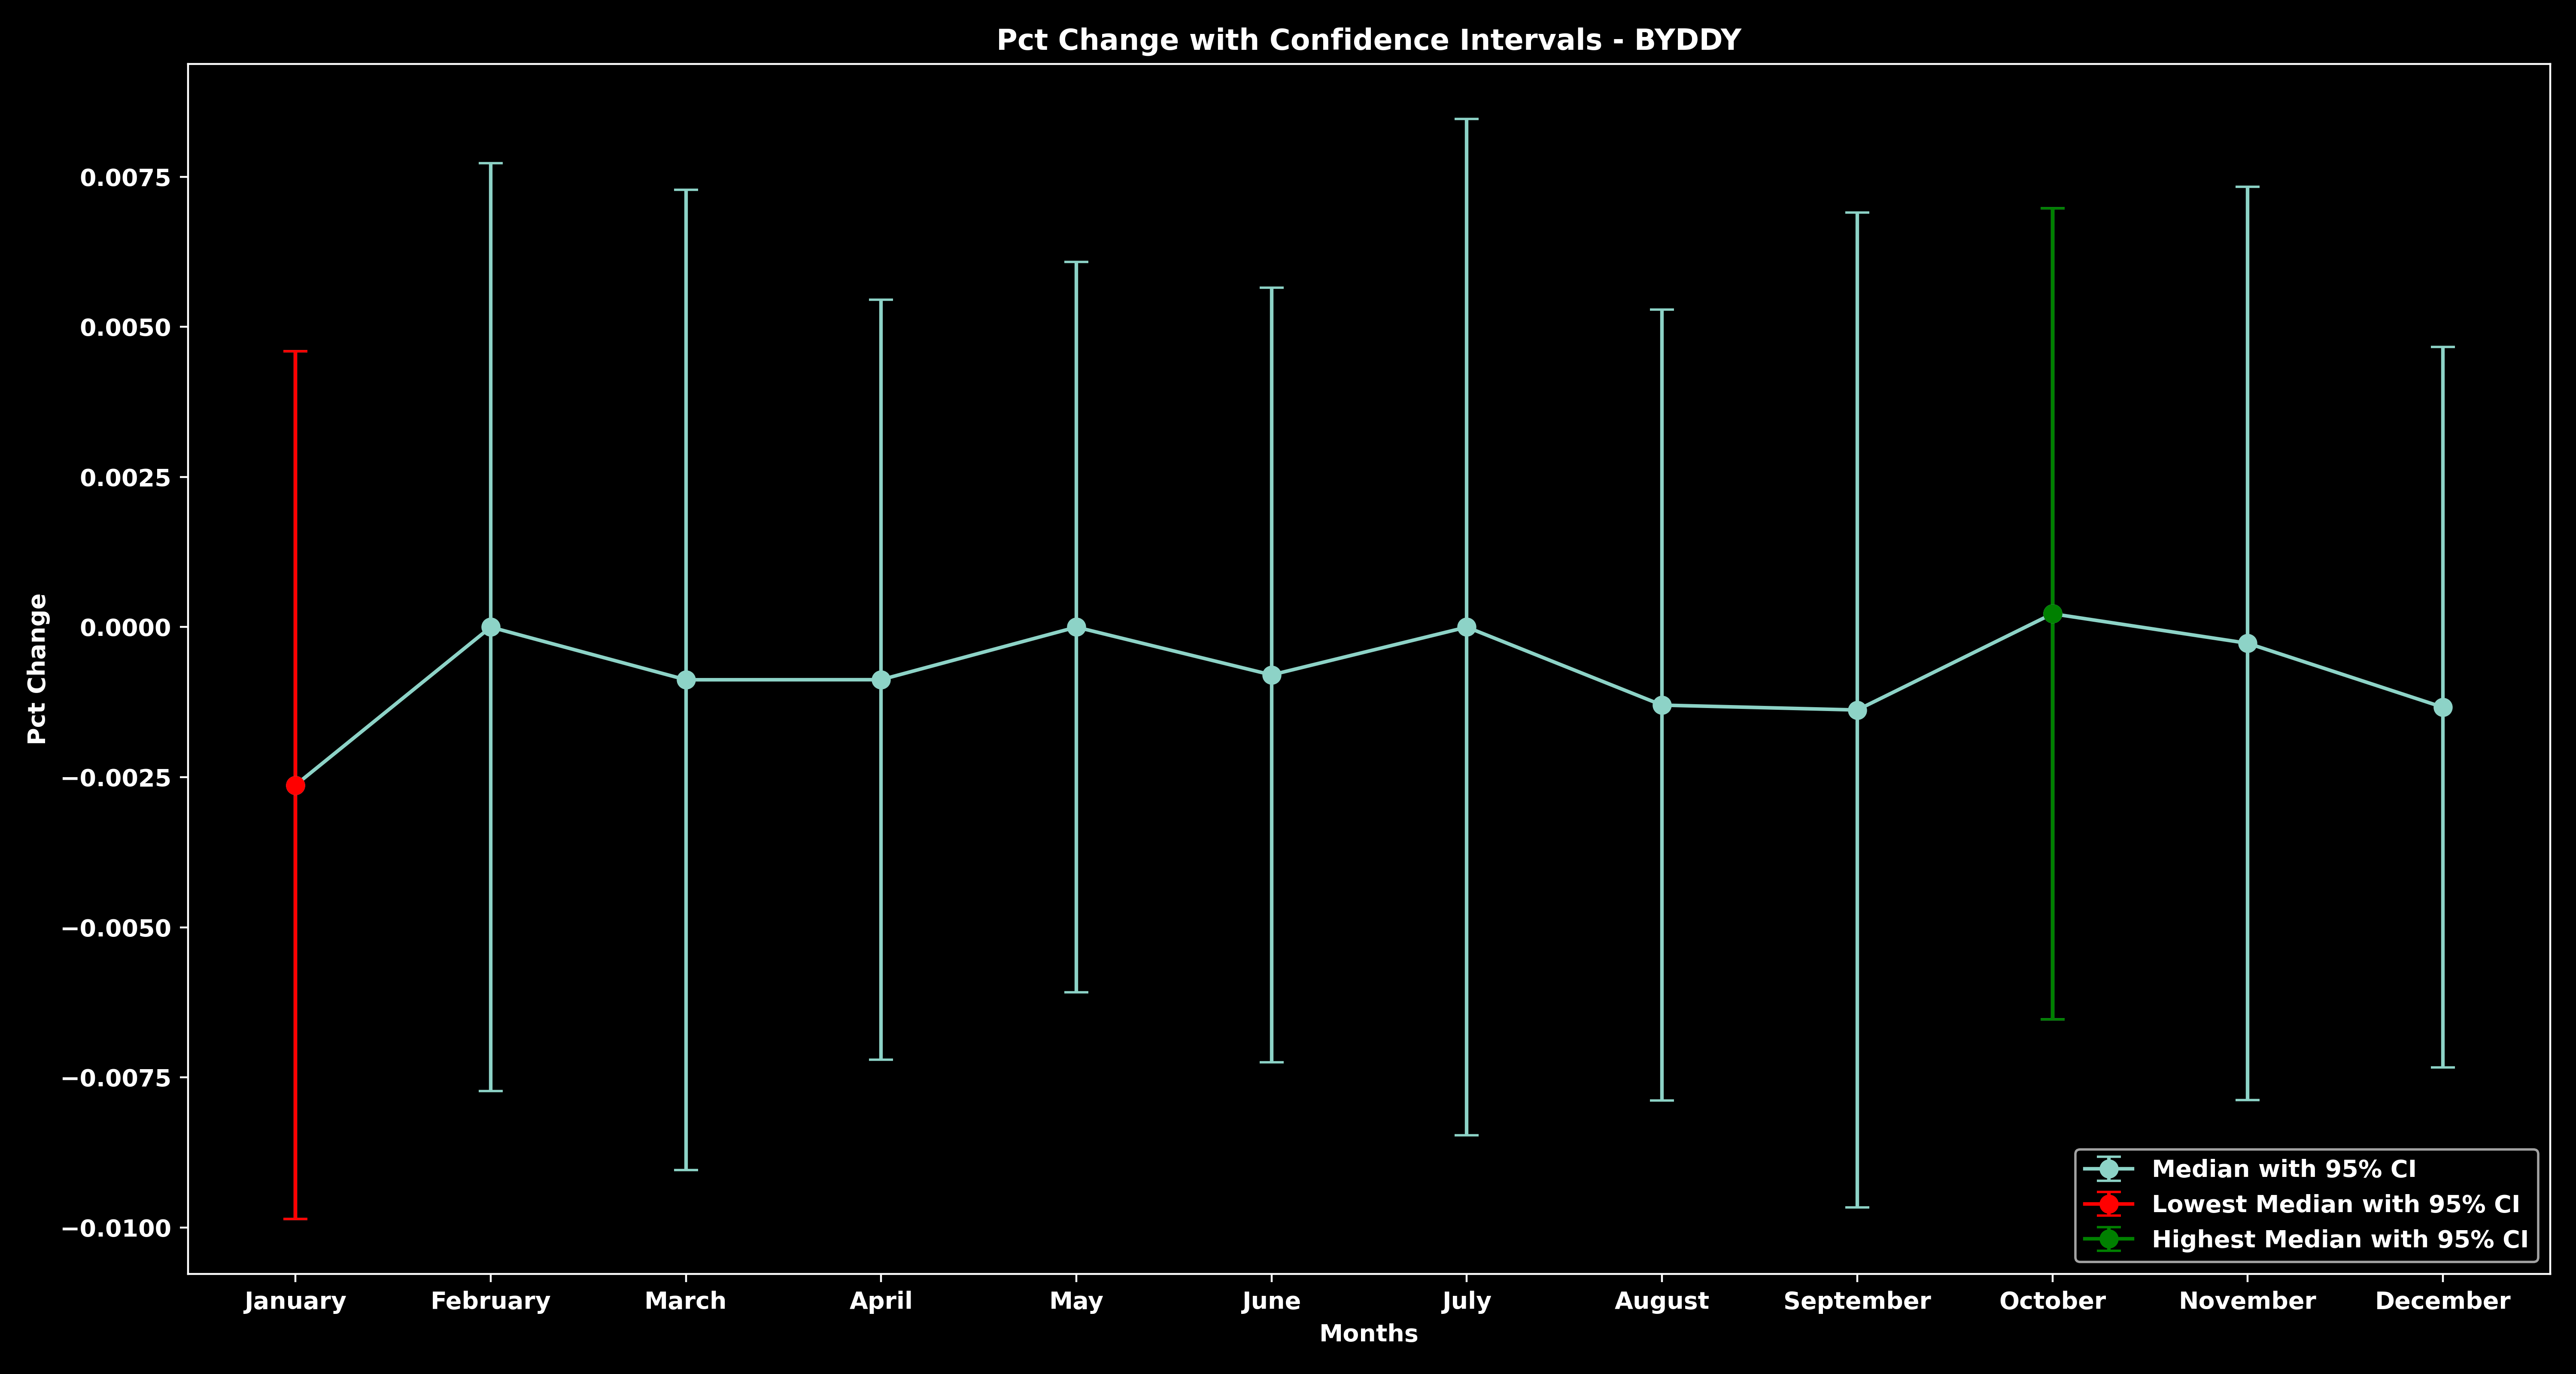 Pct Change with Confidence Intervals - BYDDY
Pct Change
0.0075
0.0050
0.0025
0.0000
−0.0025
−0.0050
−0.0075
−0.0100
Median with 95% CI
Lowest Median with 95% CI
Highest Median with 95% CI
January February March April May June July August September October November December
Months